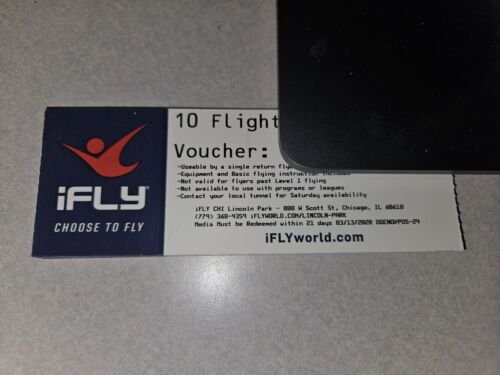 iFLY
CHOOSE TO FLY
10 Flight
Voucher:
-Useable by a single return
-Equipment and Basic flying instruction included
-Not valid for flyers past Level 1 flying
-Not available to use with programs or leagues
-Contact your local tunnel for Saturday availability
iFLY CHI Lincoln Park - 800 W Scott St, Chicago, IL 60610
(779) 368-4359 iFLYWORLD.COM/LINCOLN-PARK
Media Must be Redeemed within 21 days 03/13/2020
iFLYworld.com